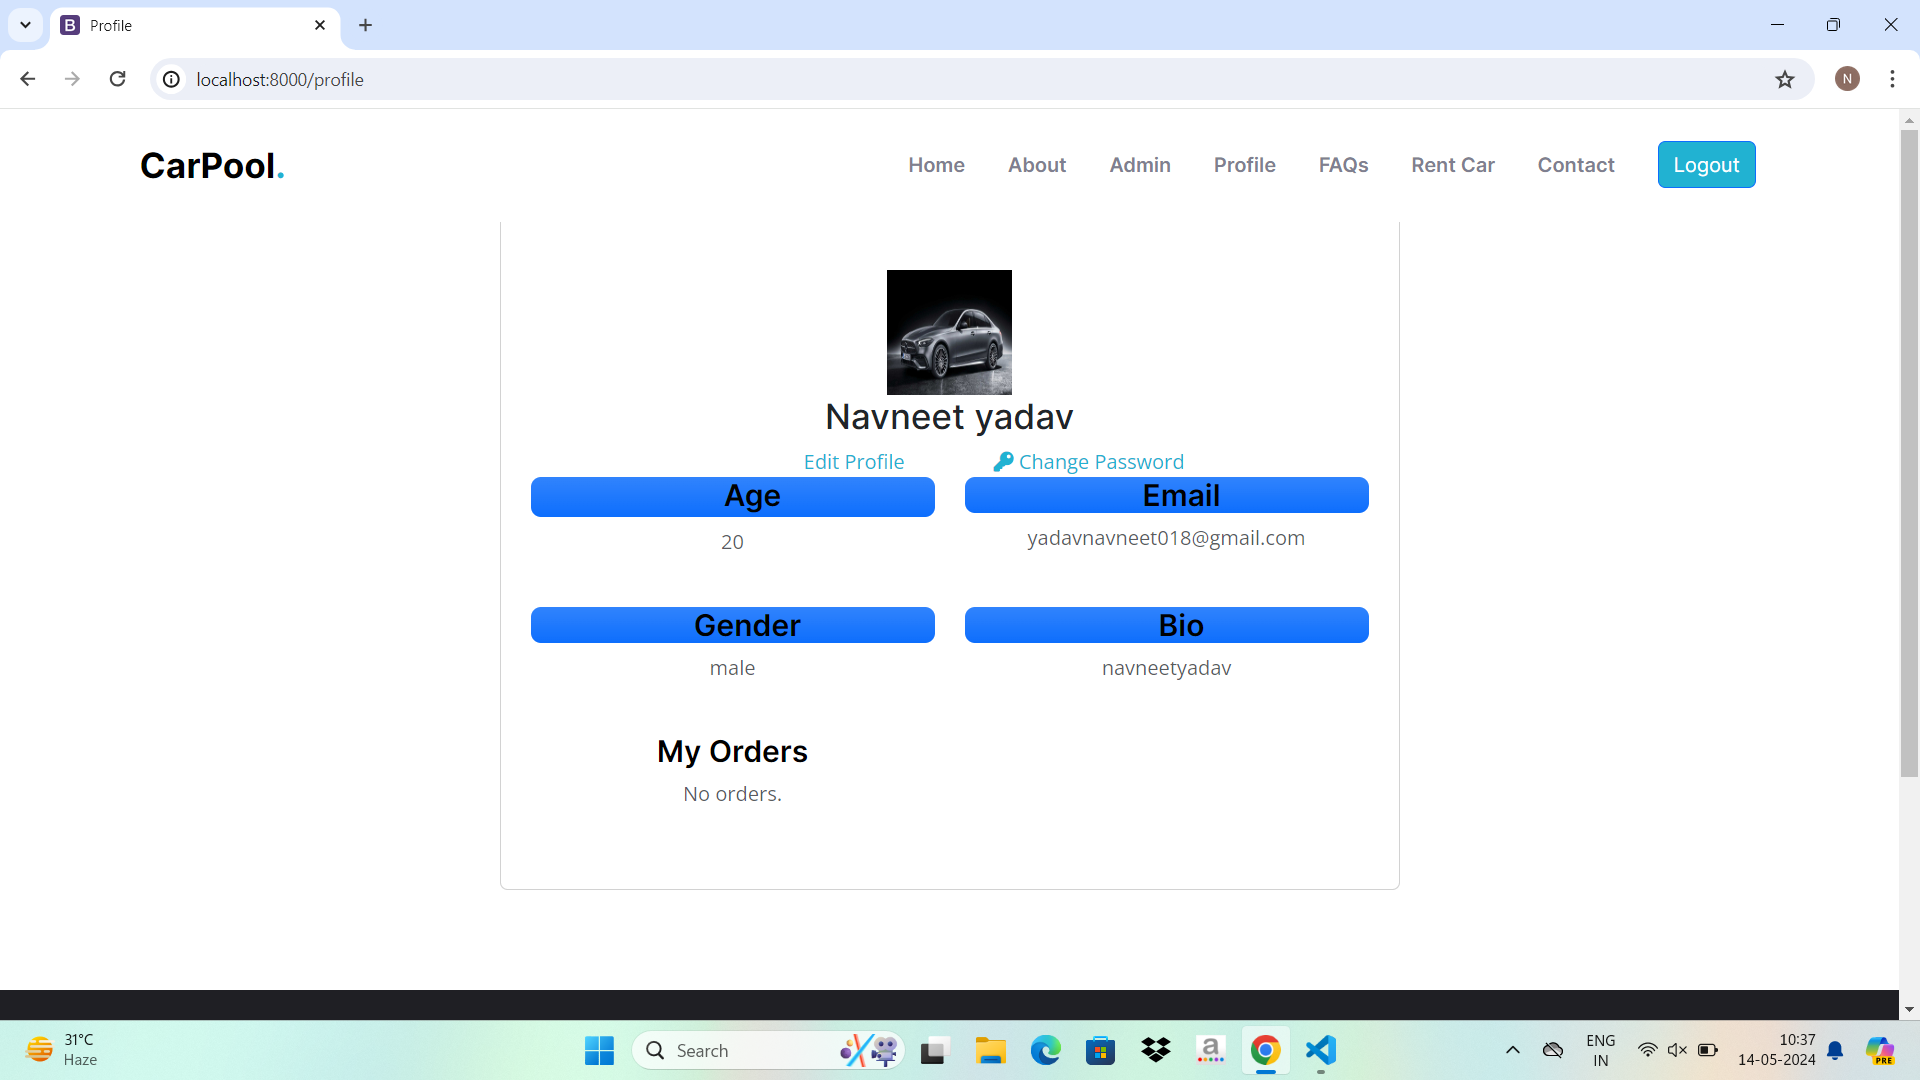 Profile
localhost:8000/profile
N
CarPool.
Home About Admin Profile FAQs Rent Car Contact Logout
Navneet yadav
Edit Profile Change Password
Age Email
20 yadavnavneet018@gmail.com
Gender Bio
male navneetyadav
My Orders
No orders.
31°C
Haze
Search
ENG
IN
10:37
14-05-2024
PRE